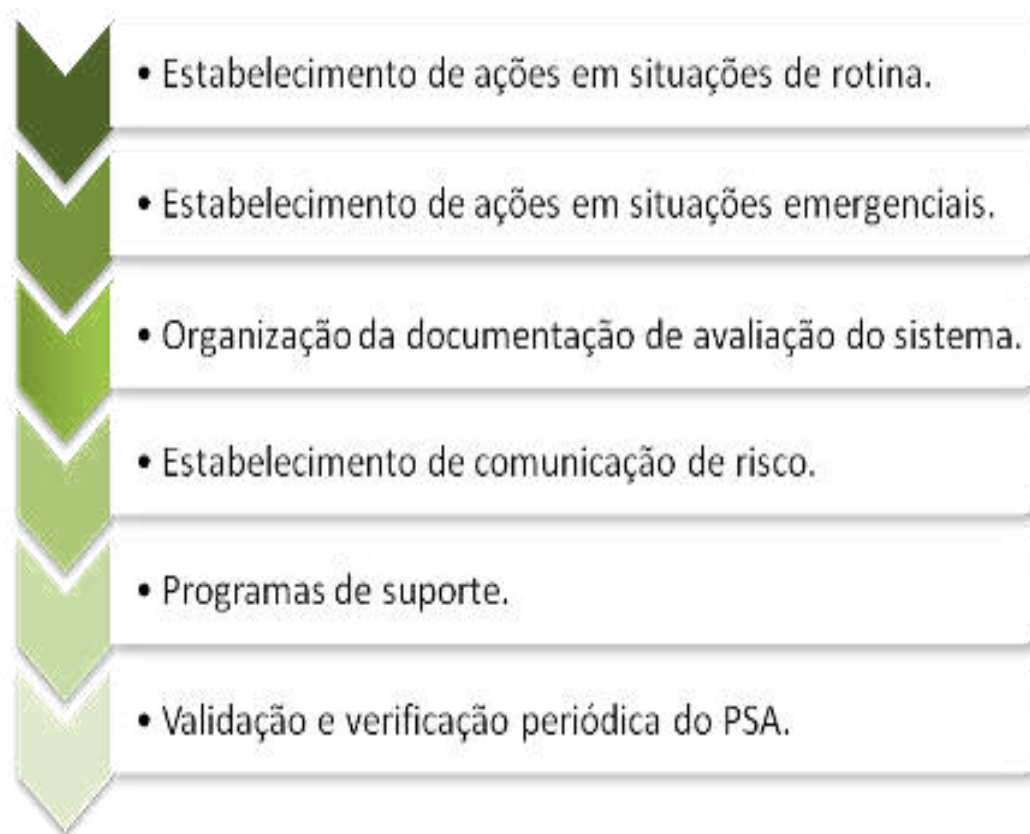 • Estabelecimento de ações em situações de rotina.
• Estabelecimento de ações em situações emergenciais.
• Organização da documentação de avaliação do sistema.
• Estabelecimento de comunicação de risco.
• Programas de suporte.
• Validação e verificação periódica do PSA.